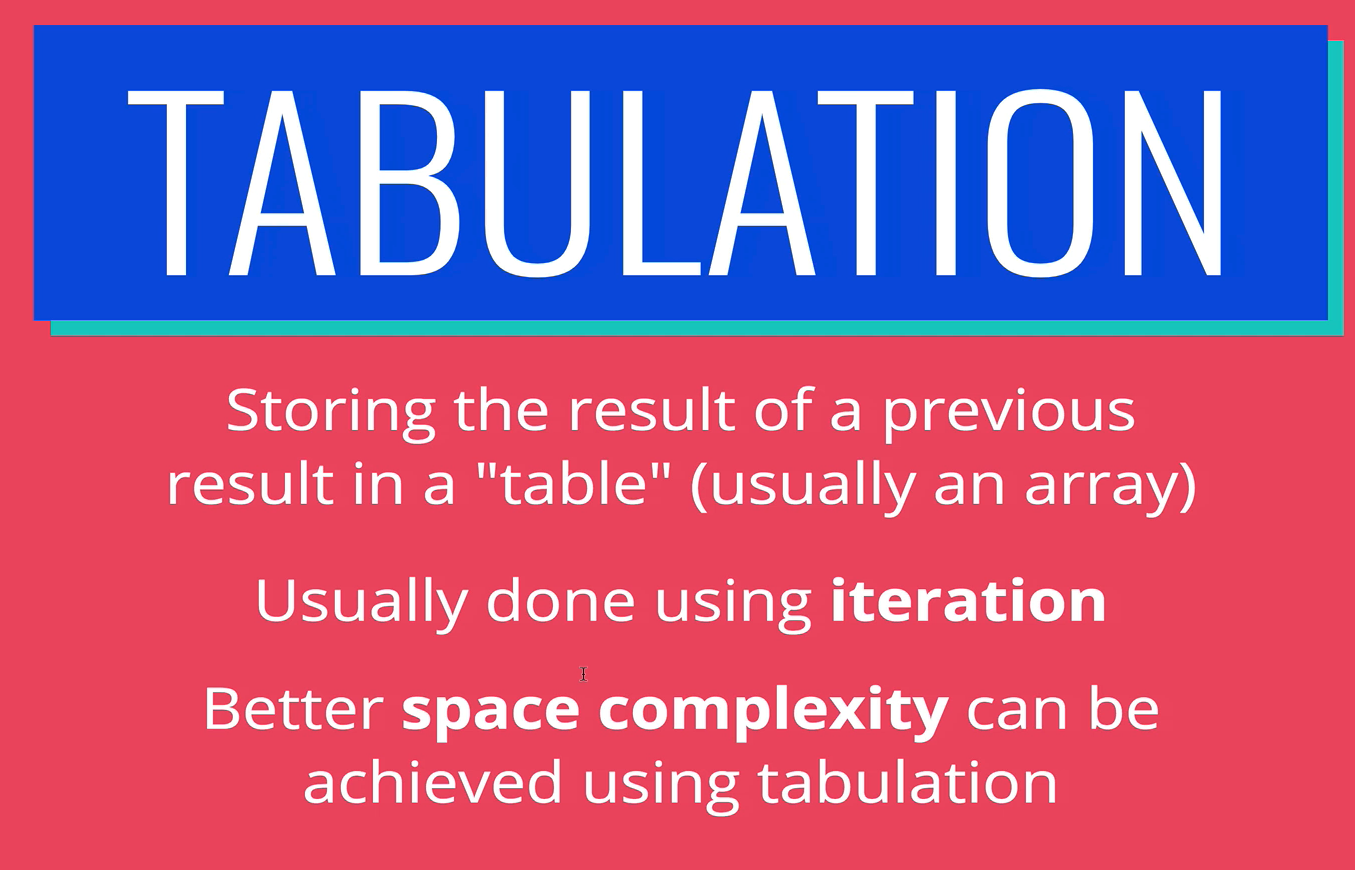 TABULATION
Storing the result of a previous
result in a "table" (usually an array)
Usually done using iteration
Better space complexity can be
achieved using tabulation